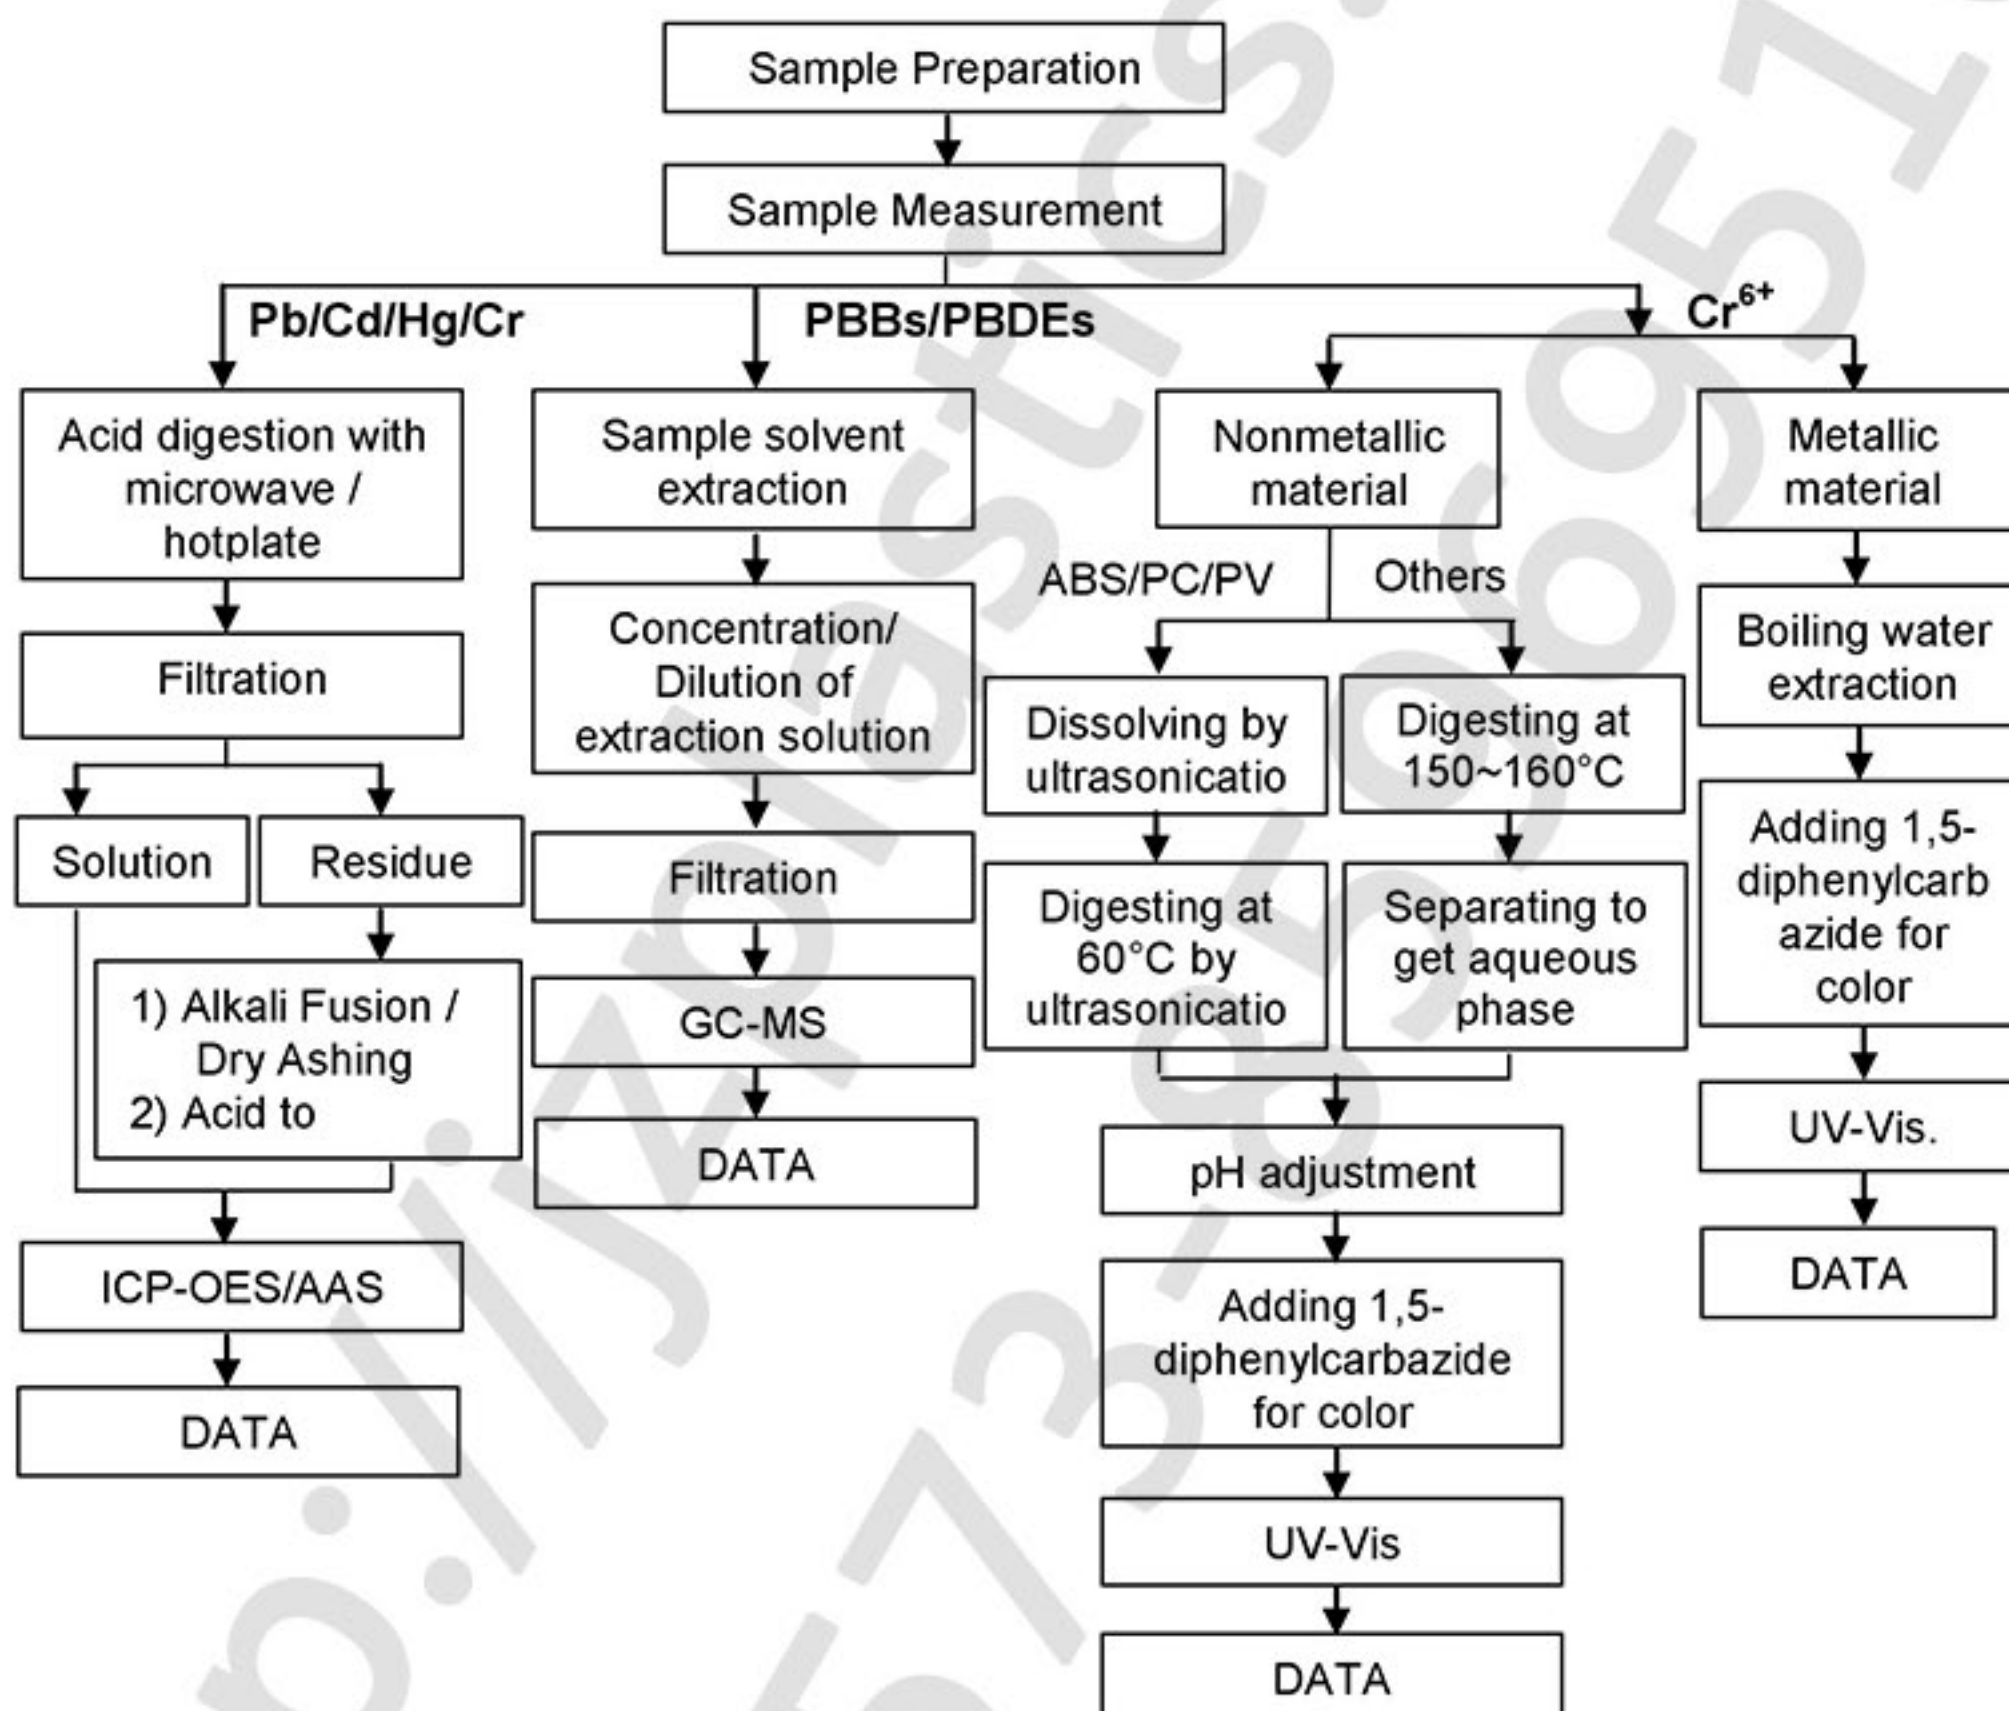 Sample Preparation
Sample Measurement
Pb/Cd/Hg/Cr
PBBs/PBDEs
Cr⁶⁺
Acid digestion with
microwave /
hotplate
Filtration
Solution
Residue
1) Alkali Fusion /
Dry Ashing
2) Acid to
ICP-OES/AAS
DATA
Sample solvent
extraction
Concentration/
Dilution of
extraction solution
Filtration
GC-MS
DATA
Nonmetallic
material
ABS/PC/PV
Others
Dissolving by
ultrasonicatio
Digesting at
60°C by
ultrasonicatio
Digesting at
150~160°C
Separating to
get aqueous
phase
pH adjustment
Adding 1,5-
diphenylcarbazide
for color
UV-Vis
DATA
Metallic
material
Boiling water
extraction
Adding 1,5-
diphenylcarb
azide for
color
UV-Vis.
DATA
p://jzplastics.
573-8596951